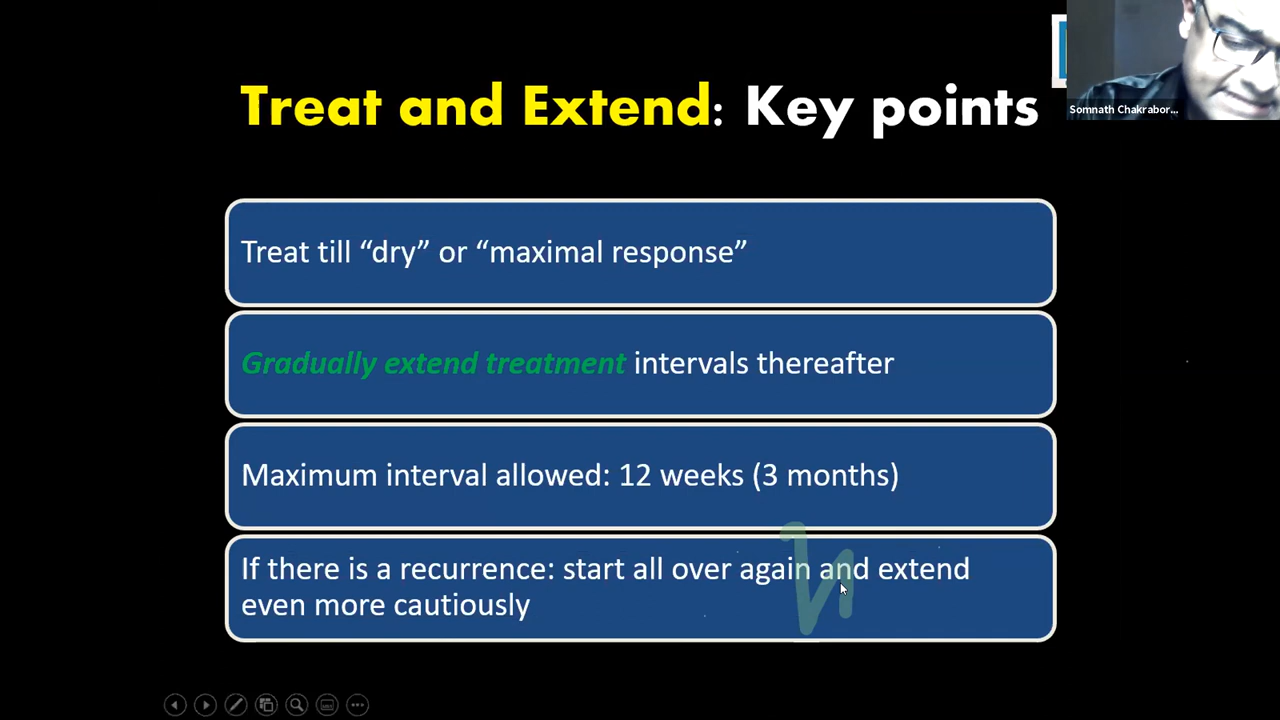 Treat and Extend: Key points
Somnath Chakrabor...
Treat till “dry” or “maximal response”
Gradually extend treatment intervals thereafter
Maximum interval allowed: 12 weeks (3 months)
If there is a recurrence: start all over again and extend
even more cautiously